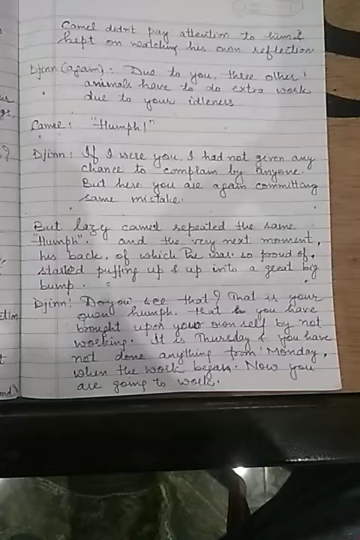 Camel didn't pay attention to him &
kept on watching his own reflection
Djinn (again) : Due to you, three other
animals have to do extra work
due to your idleness
Camel : "Humph!"
Djinn : If I were you, I had not given any
chance to complain by anyone.
But here you are again committing
same mistake.
But lazy camel repeated the same
"Humph". and the very next moment,
his back, of which he was so proud of,
started puffing up & up into a great big
bump.
Djinn : Do you see that? That is your
own humph. that you have
brought upon your own self by not
working. It is Thursday & you have
not done anything from Monday,
when the work began. Now you
are going to work.